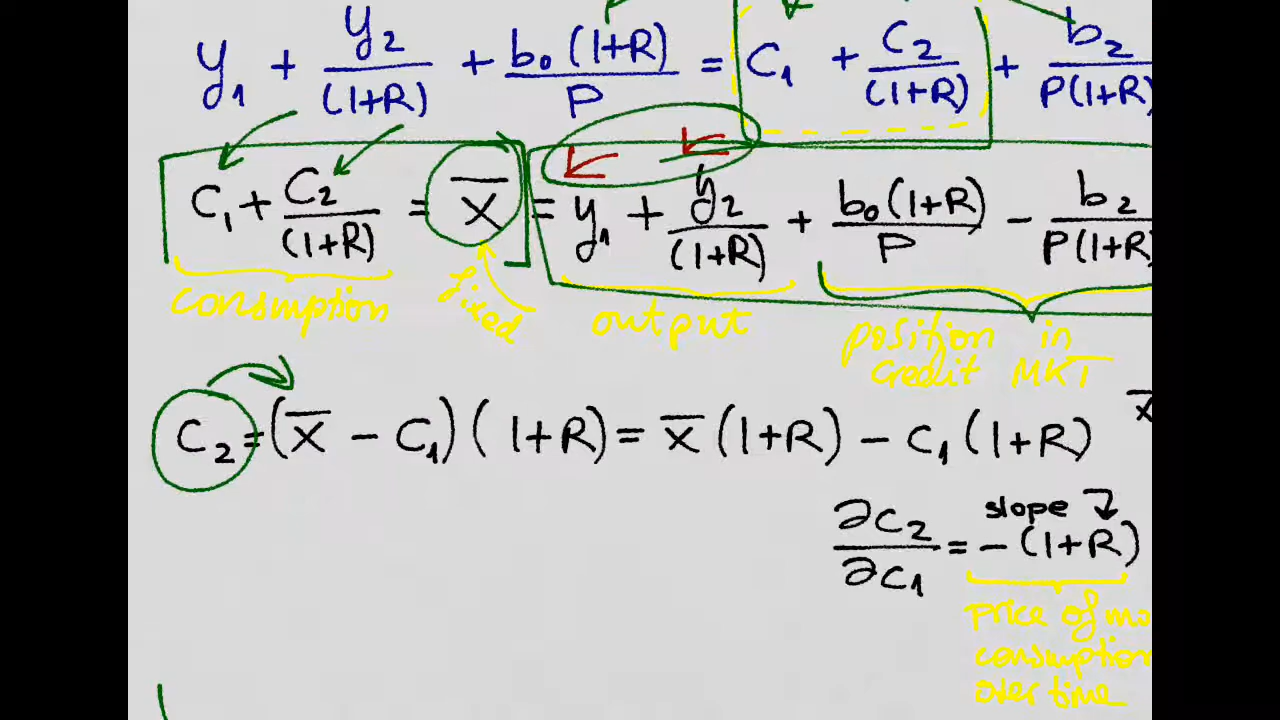 y₁ + y₂/(1+R) + b₀(1+R)/P = C₁ + C₂/(1+R) + b₂/P(1+R)
C₁ + C₂/(1+R) = x̄ = y₁ + y₂/(1+R) + b₀(1+R)/P − b₂/P(1+R)
consumption fixed output position in
credit MKT
C₂ = (x̄ − C₁)(1+R) = x̄(1+R) − C₁(1+R) x̄
slope
∂C₂/∂C₁ = −(1+R)
Price of
consumption
over time